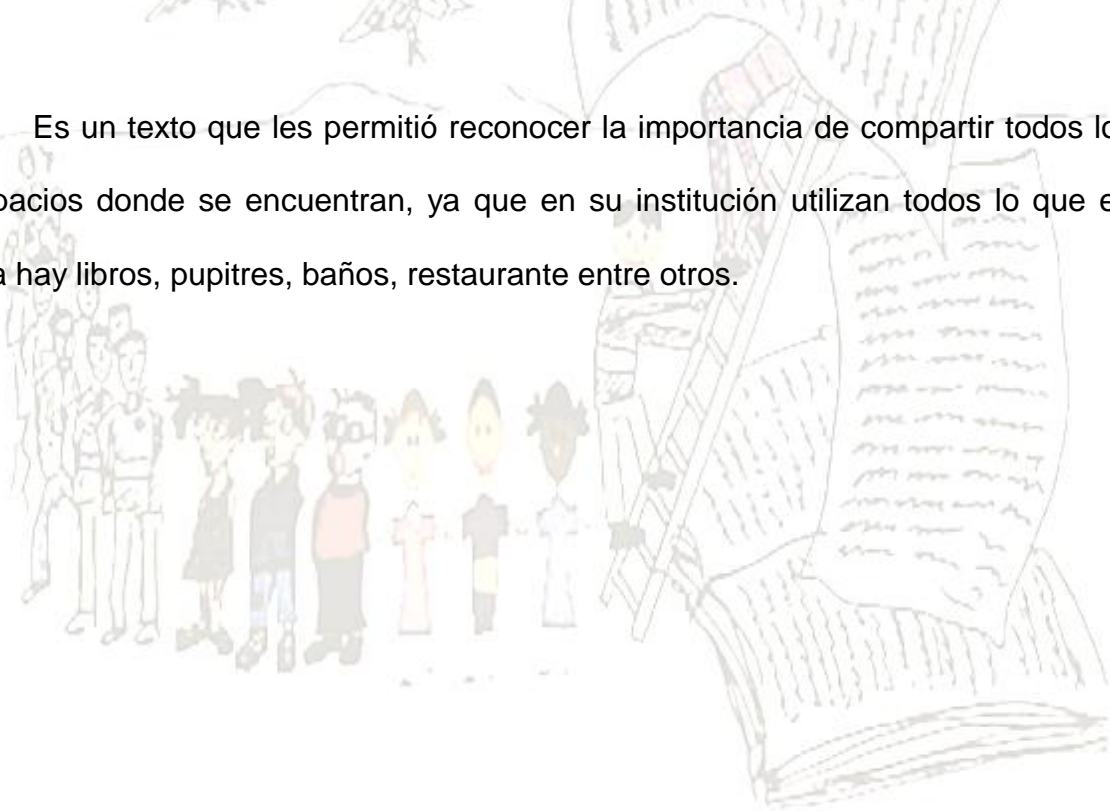 Es un texto que les permitió reconocer la importancia de compartir todos lo
pacios donde se encuentran, ya que en su institución utilizan todos lo que e
a hay libros, pupitres, baños, restaurante entre otros.